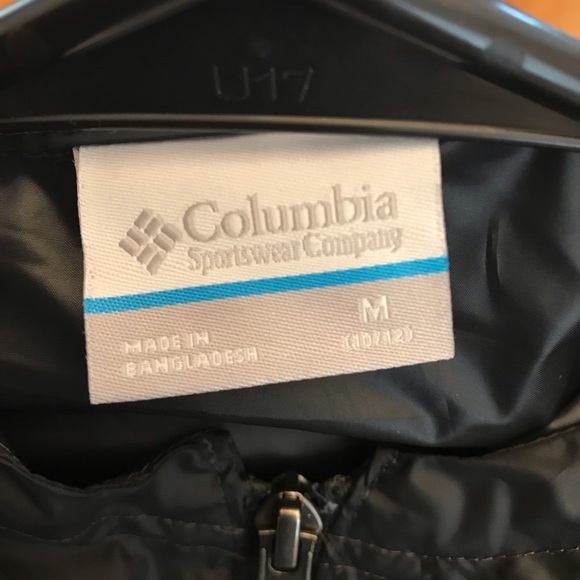 U17
Columbia
Sportswear Company
M
MADE IN
(10/12)
BANGLADESH